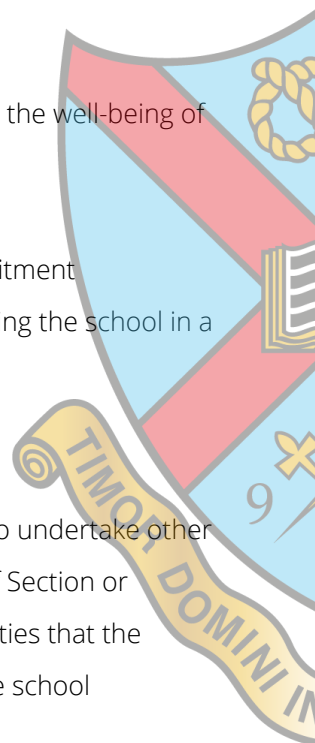 the well-being of
itment
ing the school in a
o undertake other
Section or
ties that the
e school
TIMOR DOMINI IN
9